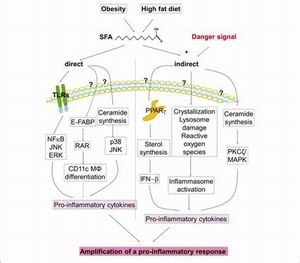 Obesity
High fat diet
SFA
OH
+
Danger signal
direct
?
?
?
?
indirect
TLRs
PPARγ
E-FABP
Ceramide
synthesis
Crystallization
Lysosome
damage
Reactive
oxygen
species
Ceramide
synthesis
NFκB
JNK
ERK
RAR
p38
JNK
Sterol
synthesis
PKCζ/
MAPK
CD11c MΦ
differentiation
IFN-β
Inflammasome
activation
Pro-inflammatory cytokines
Pro-inflammatory cytokines
Amplification of a pro-inflammatory response